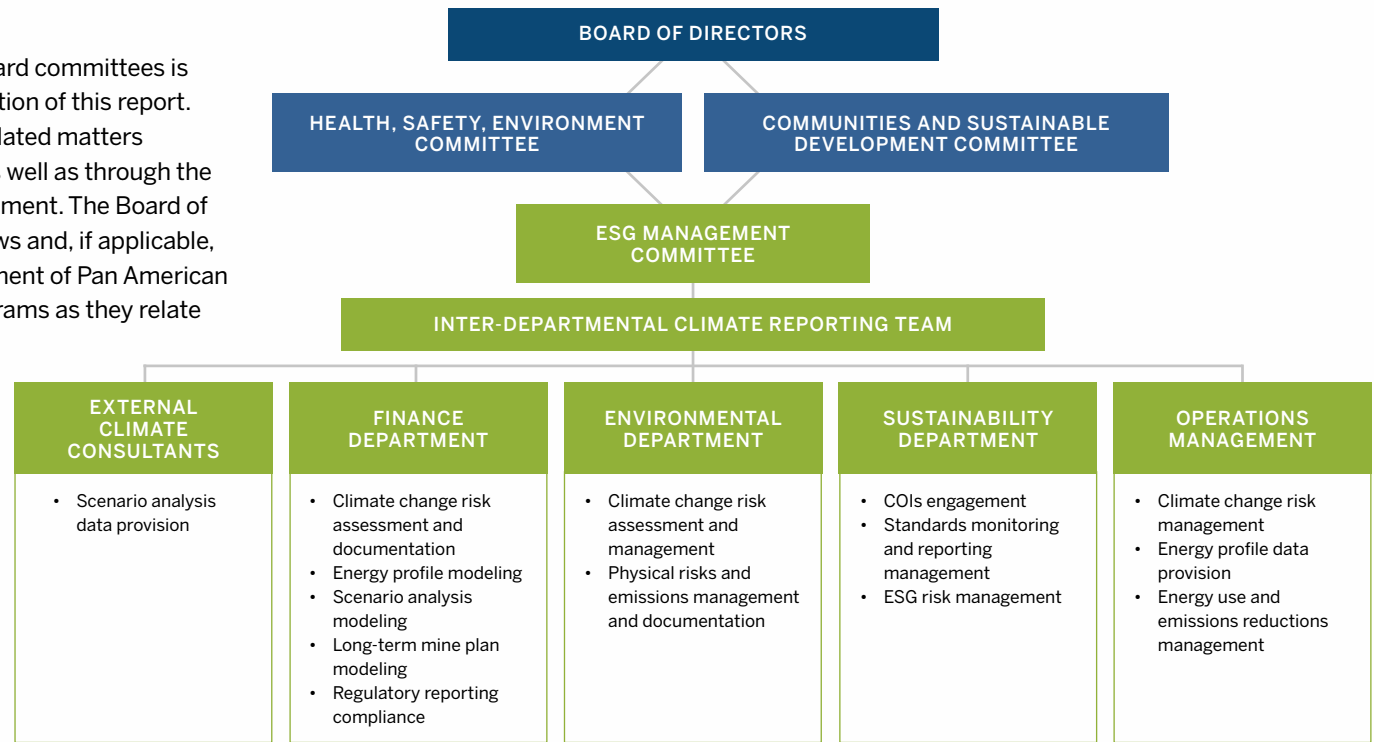 ard committees is
tion of this report.
lated matters
s well as through the
ment. The Board of
ws and, if applicable,
ment of Pan American
rams as they relate
BOARD OF DIRECTORS
HEALTH, SAFETY, ENVIRONMENT
COMMITTEE
COMMUNITIES AND SUSTAINABLE
DEVELOPMENT COMMITTEE
ESG MANAGEMENT
COMMITTEE
INTER-DEPARTMENTAL CLIMATE REPORTING TEAM
EXTERNAL
CLIMATE
CONSULTANTS
• Scenario analysis
data provision
FINANCE
DEPARTMENT
• Climate change risk
assessment and
documentation
• Energy profile modeling
• Scenario analysis
modeling
• Long-term mine plan
modeling
• Regulatory reporting
compliance
ENVIRONMENTAL
DEPARTMENT
• Climate change risk
assessment and
management
• Physical risks and
emissions management
and documentation
SUSTAINABILITY
DEPARTMENT
• COIs engagement
• Standards monitoring
and reporting
management
• ESG risk management
OPERATIONS
MANAGEMENT
• Climate change risk
management
• Energy profile data
provision
• Energy use and
emissions reductions
management